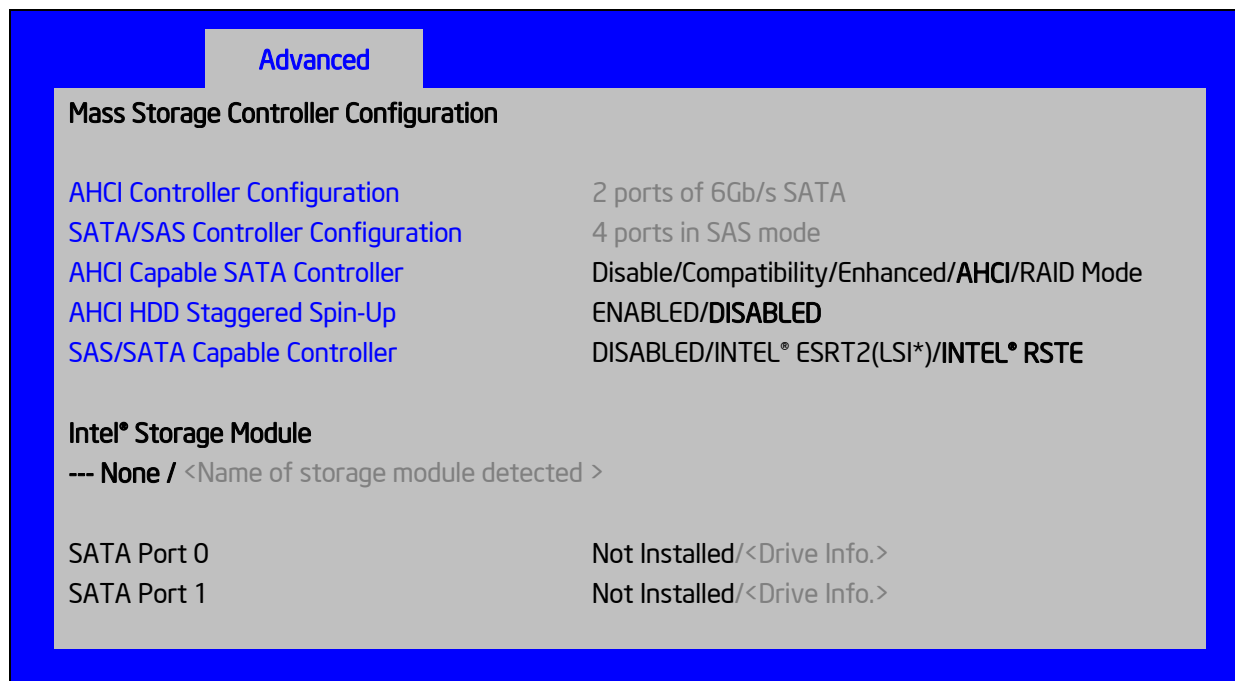 Advanced
Mass Storage Controller Configuration
AHCI Controller Configuration 2 ports of 6Gb/s SATA
SATA/SAS Controller Configuration 4 ports in SAS mode
AHCI Capable SATA Controller Disable/Compatibility/Enhanced/AHCI/RAID Mode
AHCI HDD Staggered Spin-Up ENABLED/DISABLED
SAS/SATA Capable Controller DISABLED/INTEL® ESRT2(LSI*)/INTEL® RSTE
Intel® Storage Module
--- None / <Name of storage module detected >
SATA Port 0 Not Installed/<Drive Info.>
SATA Port 1 Not Installed/<Drive Info.>